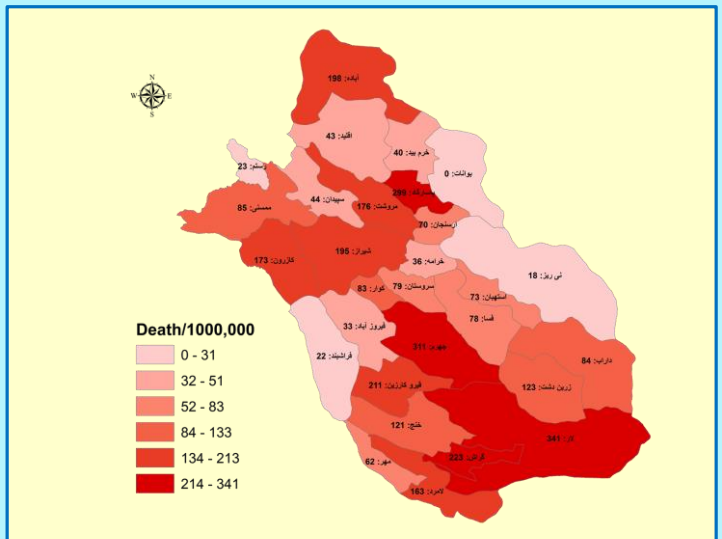 N
W E
S
آباده: 198
اقلید: 43
خرم بید: 40
بوانات: 0
رستم: 23
سپیدان: 44
مرودشت: 176
ممسنی: 85
ارسنجان: 70
کازرون: 173
شیراز: 195
خرامه: 36
نی ریز: 18
کوار: 83
سروستان: 79
استهبان: 73
فسا: 78
فیروز آباد: 33
فراشبند: 22
جهرم: 311
داراب: 84
زرین دشت: 123
قیرو کارزین: 211
خنج: 121
لار: 341
گراش: 223
مهر: 62
لامرد: 163
Death/1000,000
0 - 31
32 - 51
52 - 83
84 - 133
134 - 213
214 - 341